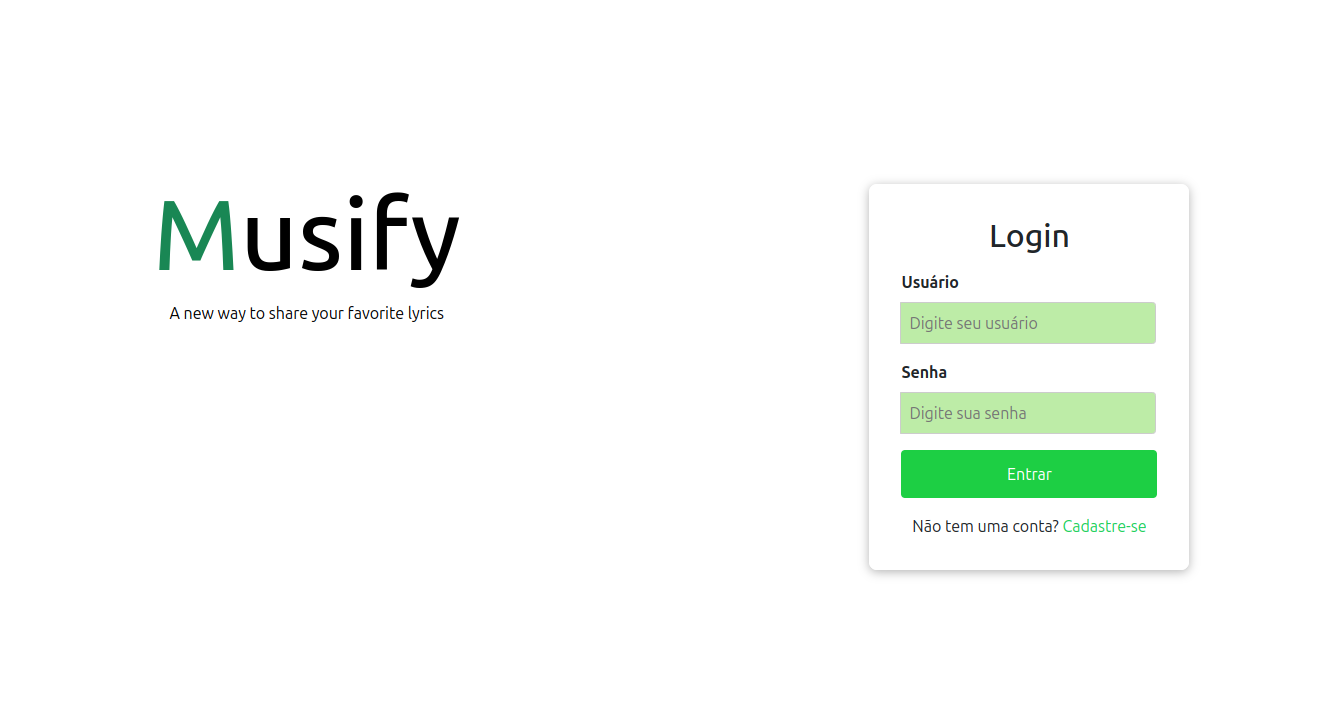 Musify
A new way to share your favorite lyrics
Login
Usuário
Digite seu usuário
Senha
Digite sua senha
Entrar
Não tem uma conta? Cadastre-se